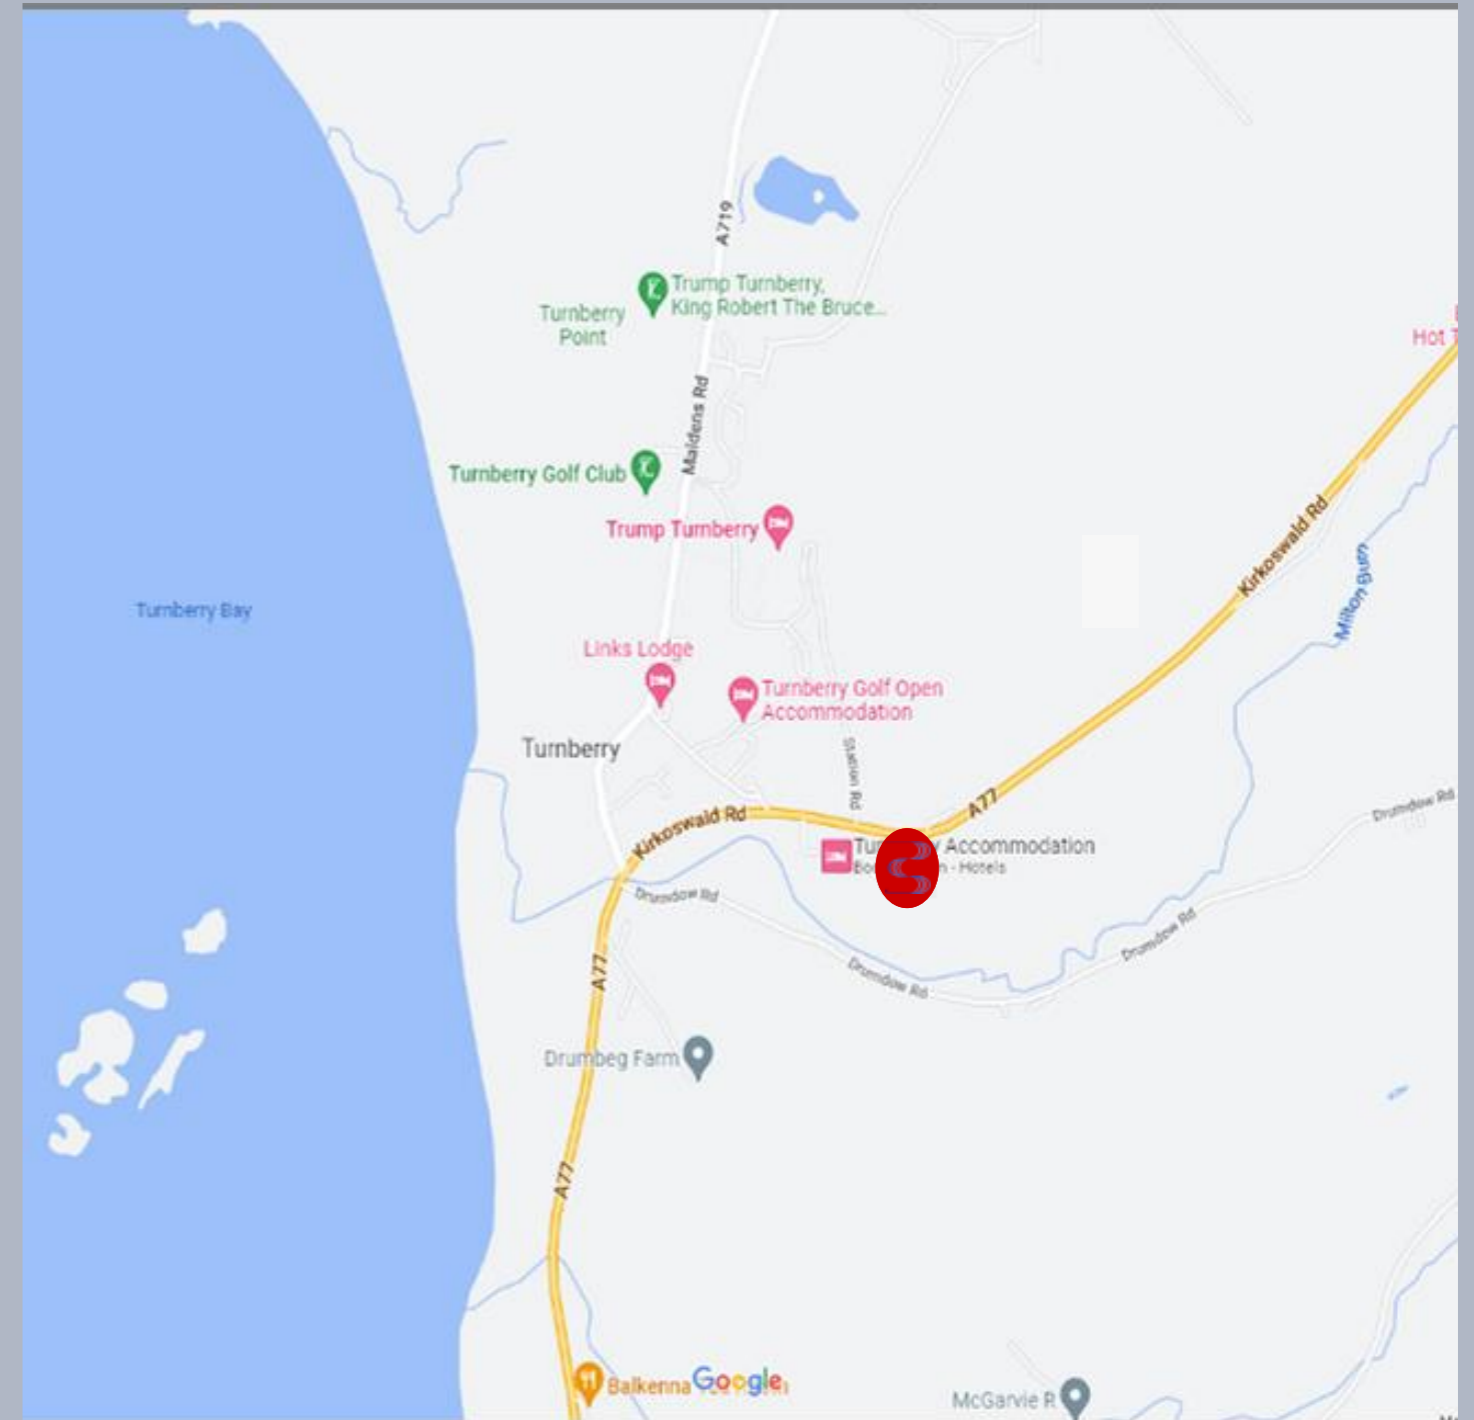 A719
Trump Turnberry,
King Robert The Bruce...
Turnberry
Point
Hot
Maidens Rd
Turnberry Golf Club
Trump Turnberry
Kirkoswald Rd
Milton Burn
Turnberry Bay
Links Lodge
Turnberry Golf Open
Accommodation
Turnberry
Station Rd
A77
Drumdow Rd
Kirkoswald Rd
Accommodation
- Hotels
Drumdow Rd
Drumdow Rd
Drumdow Rd
A77
Drumbeg Farm
A77
Balkenna
Google
McGarvie R